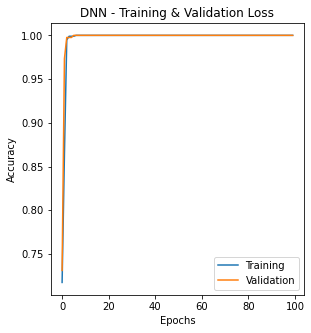 DNN - Training & Validation Loss
Accuracy
1.00
0.95
0.90
0.85
0.80
0.75
0
20
40
60
80
100
Epochs
Training
Validation